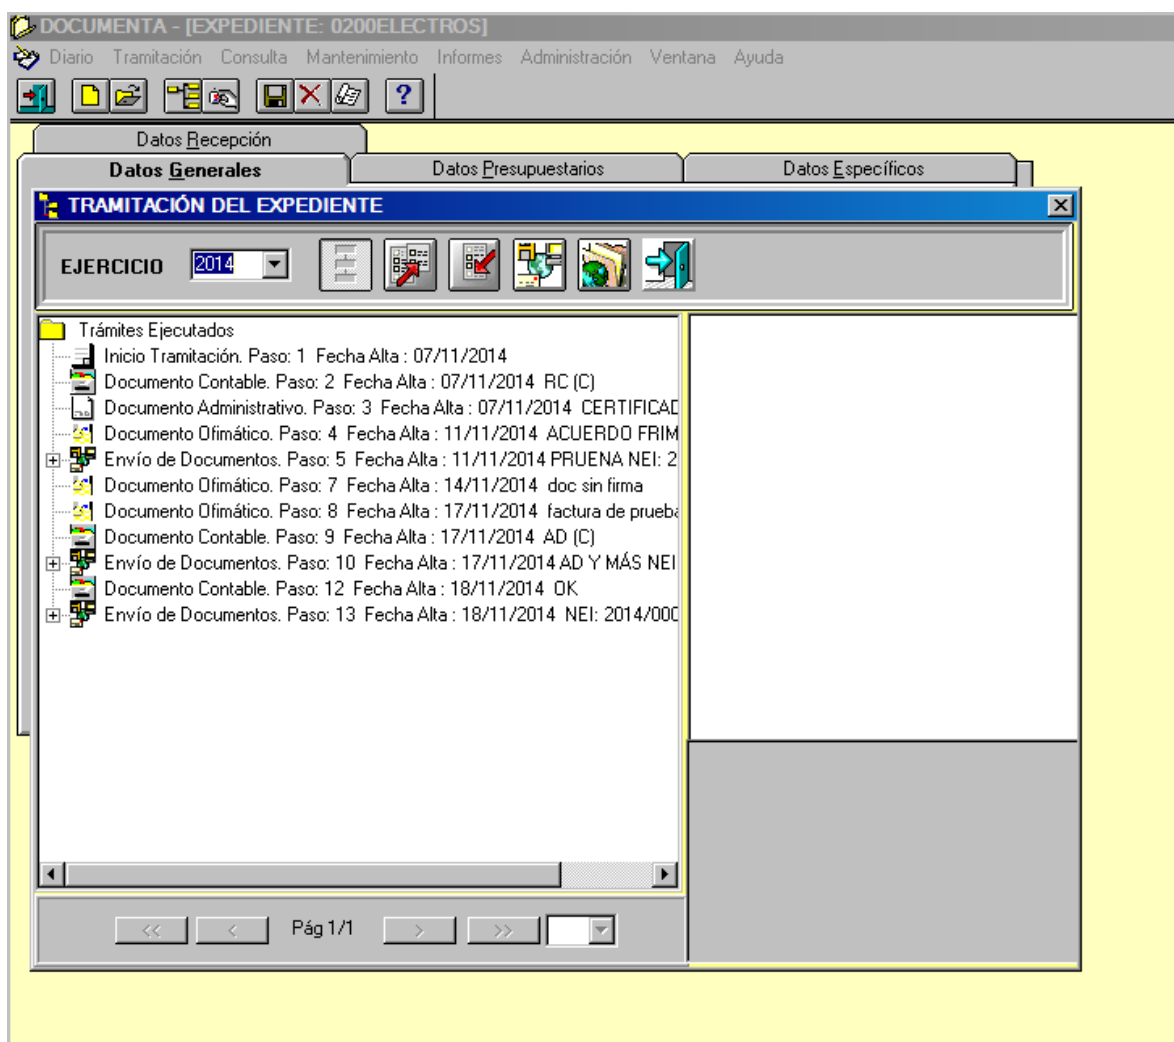 DOCUMENTA - [EXPEDIENTE: 0200ELECTROS]
Diario Tramitación Consulta Mantenimiento Informes Administración Ventana Ayuda
?
Datos Recepción
Datos Generales Datos Presupuestarios Datos Específicos
TRAMITACIÓN DEL EXPEDIENTE
EJERCICIO 2014
Trámites Ejecutados
Inicio Tramitación. Paso: 1 Fecha Alta : 07/11/2014
Documento Contable. Paso: 2 Fecha Alta : 07/11/2014 RC (C)
Documento Administrativo. Paso: 3 Fecha Alta : 07/11/2014 CERTIFICAD
Documento Ofimático. Paso: 4 Fecha Alta : 11/11/2014 ACUERDO FRIM
Envío de Documentos. Paso: 5 Fecha Alta : 11/11/2014 PRUENA NEI: 2
Documento Ofimático. Paso: 7 Fecha Alta : 14/11/2014 doc sin firma
Documento Ofimático. Paso: 8 Fecha Alta : 17/11/2014 factura de prueba
Documento Contable. Paso: 9 Fecha Alta : 17/11/2014 AD (C)
Envío de Documentos. Paso: 10 Fecha Alta : 17/11/2014 AD Y MÁS NEI
Documento Contable. Paso: 12 Fecha Alta : 18/11/2014 OK
Envío de Documentos. Paso: 13 Fecha Alta : 18/11/2014 NEI: 2014/000
<< < Pág 1/1 > >>